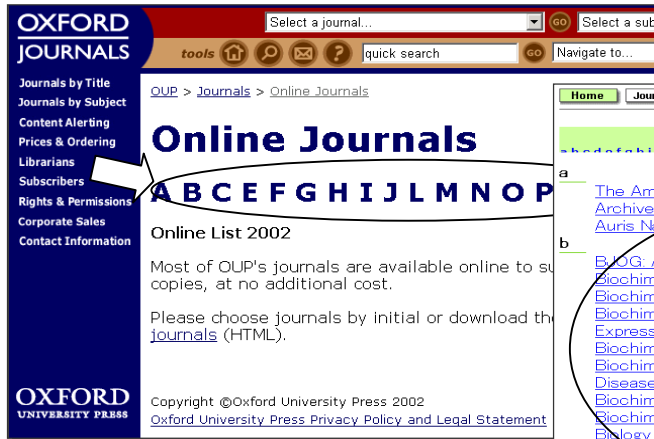 OXFORD
JOURNALS
Select a journal...
GO
Select a sub
tools
?
quick search
GO
Navigate to...
Journals by Title
Journals by Subject
Content Alerting
Prices & Ordering
Librarians
Subscribers
Rights & Permissions
Corporate Sales
Contact Information
OXFORD
UNIVERSITY PRESS
OUP > Journals > Online Journals
Online Journals
A B C E F G H I J L M N O P
Online List 2002
Most of OUP's journals are available online to su
copies, at no additional cost.
Please choose journals by initial or download th
journals (HTML).
Copyright ©Oxford University Press 2002
Oxford University Press Privacy Policy and Legal Statement
Home Jour
a b c d e f g h i
a
The Am
Archive
Auris Na
b
BJOG: A
Biochim
Biochim
Biochim
Express
Biochim
Biochim
Disease
Biochim
Biochim
Biology